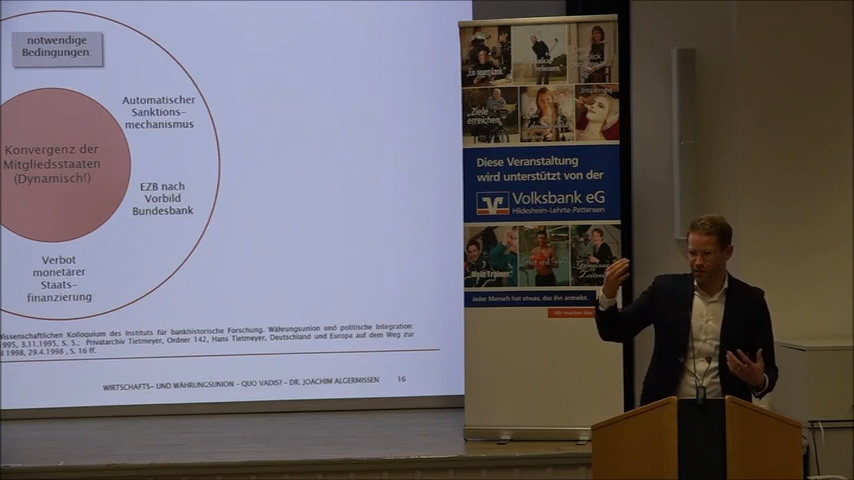 notwendige
Bedingungen:
Automatischer
Sanktions-
mechanismus
Konvergenz der
Mitgliedsstaaten
(Dynamisch!)
EZB nach
Vorbild
Bundesbank
Verbot
monetärer
Staats-
finanzierung
Wissenschaftlichen Kolloquium des Instituts für bankhistorische Forschung. Währungsunion und politische Integration:
1995, 3.11.1995, S. 5.; Privatarchiv Tietmeyer, Ordner 142, Hans Tietmeyer, Deutschland und Europa auf dem Weg zur
1998, 29.4.1998 , S. 16 ff.
WIRTSCHAFTS- UND WÄHRUNGSUNION - QUO VADIS? - DR. JOACHIM ALGERMISSEN 16
Ziele
erreichen
Diese Veranstaltung
wird unterstützt von der
Volksbank eG
Hildesheim-Lehrte-Pattensen
Mein Trainer.
Jeder Mensch hat etwas, das ihn antreibt.
Wir machen